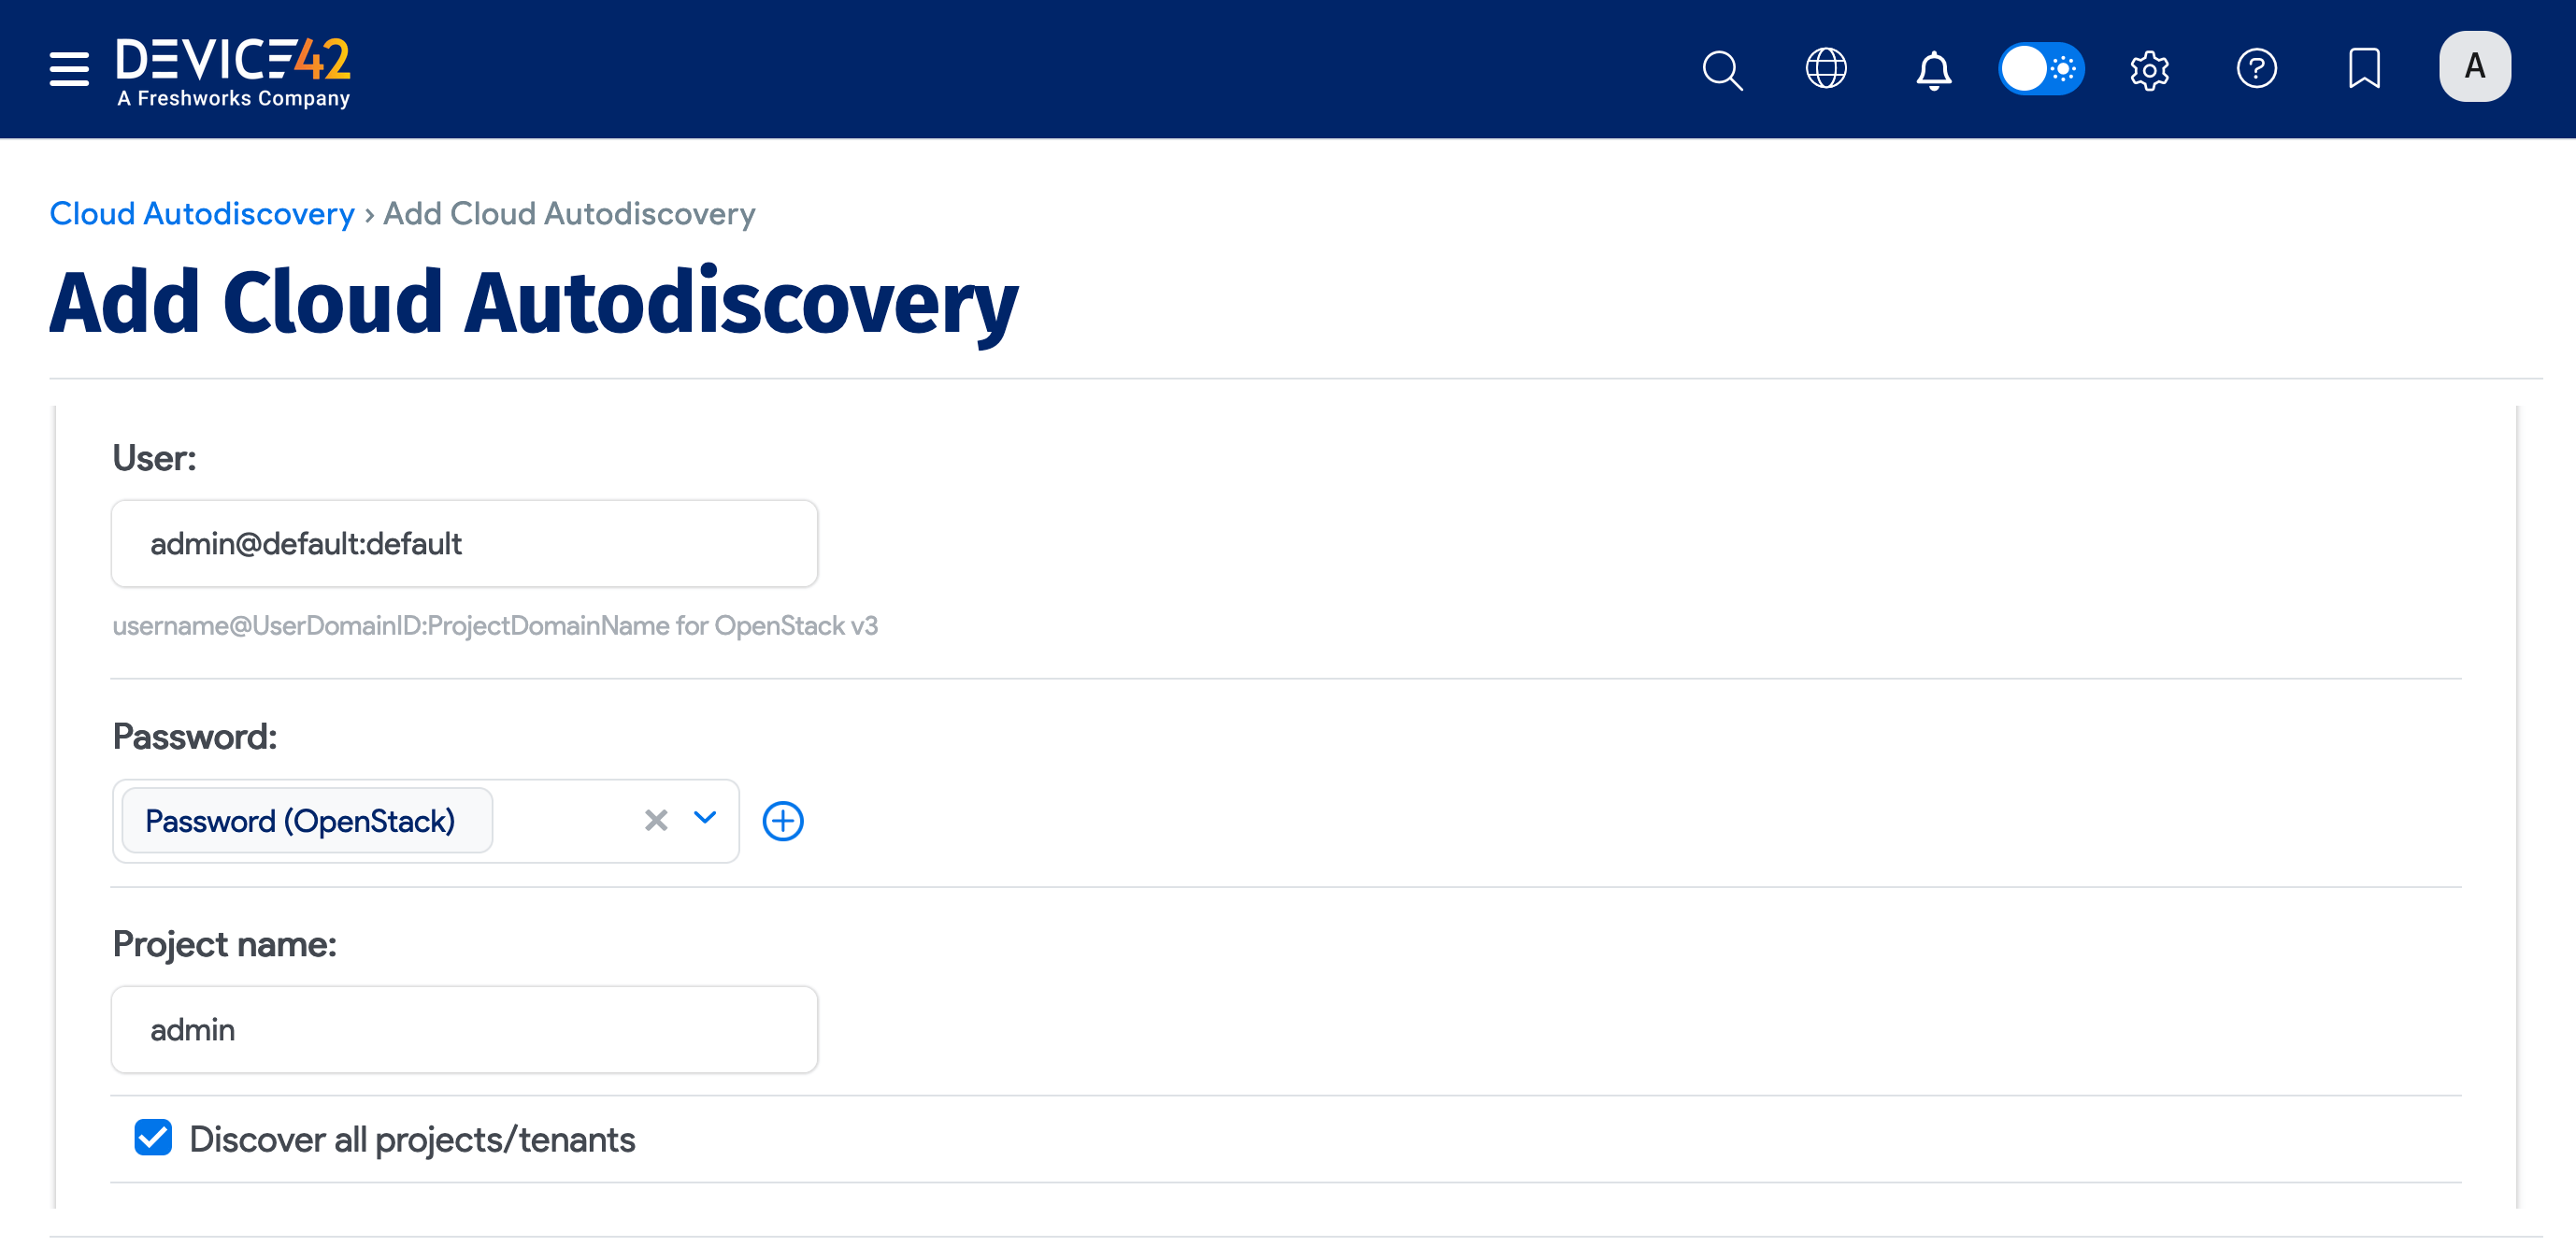 DEVICE42
A Freshworks Company
?
A
Cloud Autodiscovery › Add Cloud Autodiscovery
Add Cloud Autodiscovery
User:
admin@default:default
username@UserDomainID:ProjectDomainName for OpenStack v3
Password:
Password (OpenStack)
Project name:
admin
Discover all projects/tenants